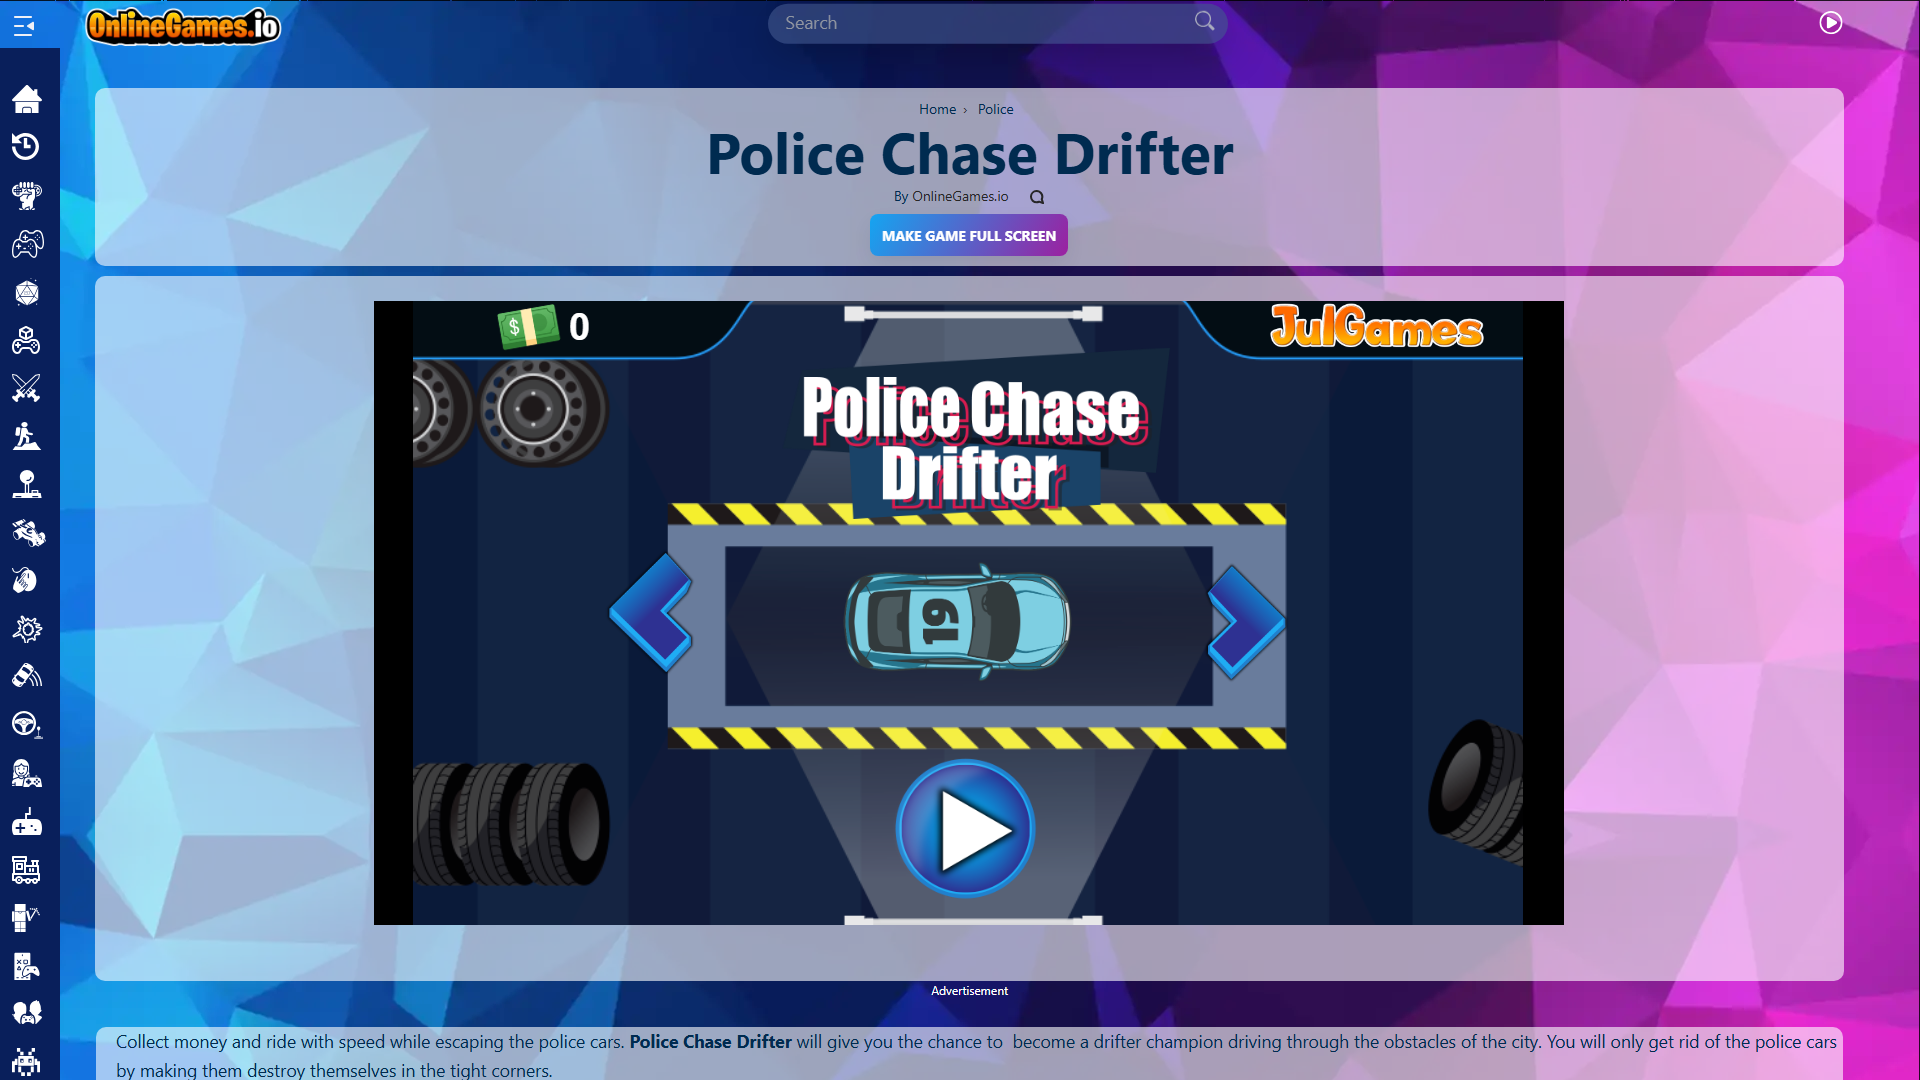 OnlineGames.io
Search
Home › Police
Police Chase Drifter
By OnlineGames.io
MAKE GAME FULL SCREEN
$ 0
JulGames
Police Chase
Drifter
19
Advertisement
Collect money and ride with speed while escaping the police cars. Police Chase Drifter will give you the chance to become a drifter champion driving through the obstacles of the city. You will only get rid of the police cars
by making them destroy themselves in the tight corners.